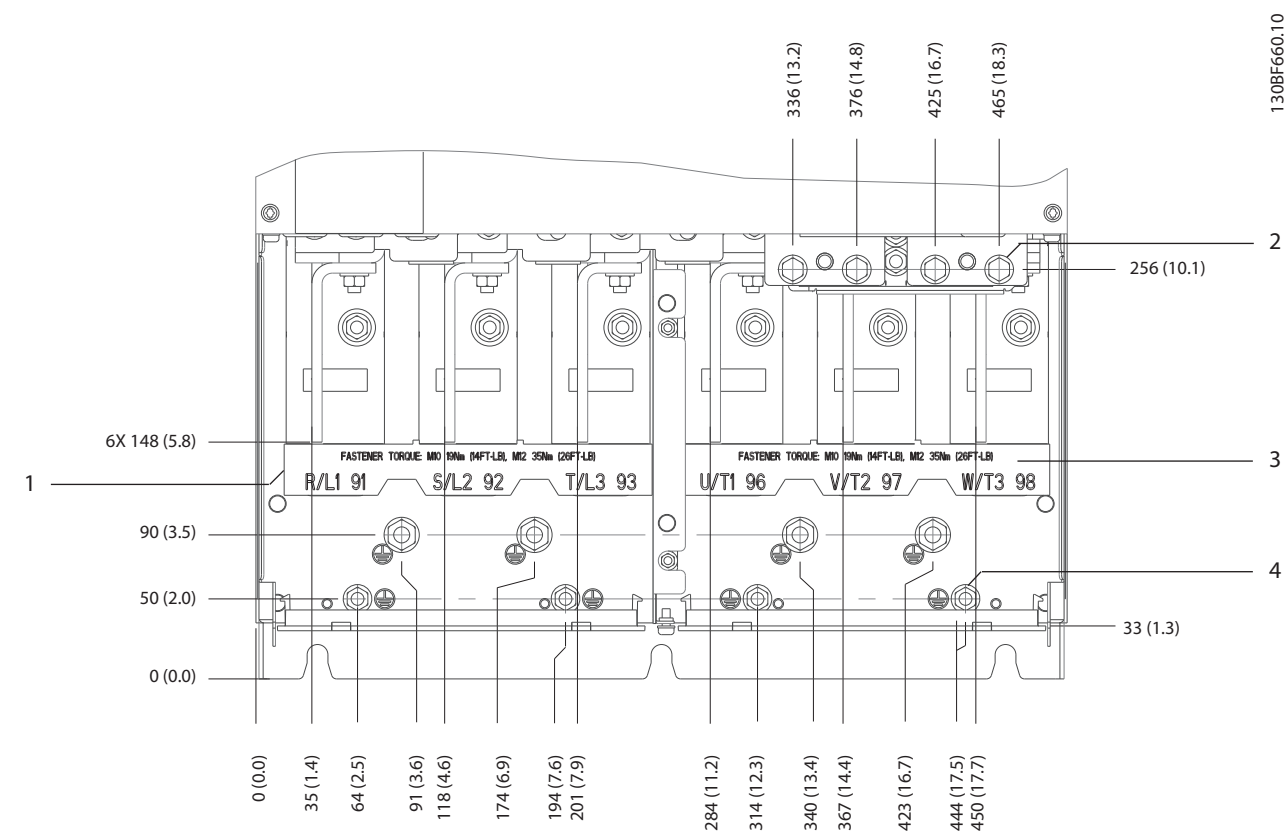 130BF660.10
336 (13.2)
376 (14.8)
425 (16.7)
465 (18.3)
2
256 (10.1)
6X 148 (5.8)
FASTENER TORQUE: M10 19Nm (14FT-LB), M12 35Nm (26FT-LB)
FASTENER TORQUE: M10 19Nm (14FT-LB), M12 35Nm (26FT-LB)
3
1
R/L1 91
S/L2 92
T/L3 93
U/T1 96
V/T2 97
W/T3 98
90 (3.5)
4
50 (2.0)
33 (1.3)
0 (0.0)
0 (0.0)
35 (1.4)
64 (2.5)
91 (3.6)
118 (4.6)
174 (6.9)
194 (7.6)
201 (7.9)
284 (11.2)
314 (12.3)
340 (13.4)
367 (14.4)
423 (16.7)
444 (17.5)
450 (17.7)